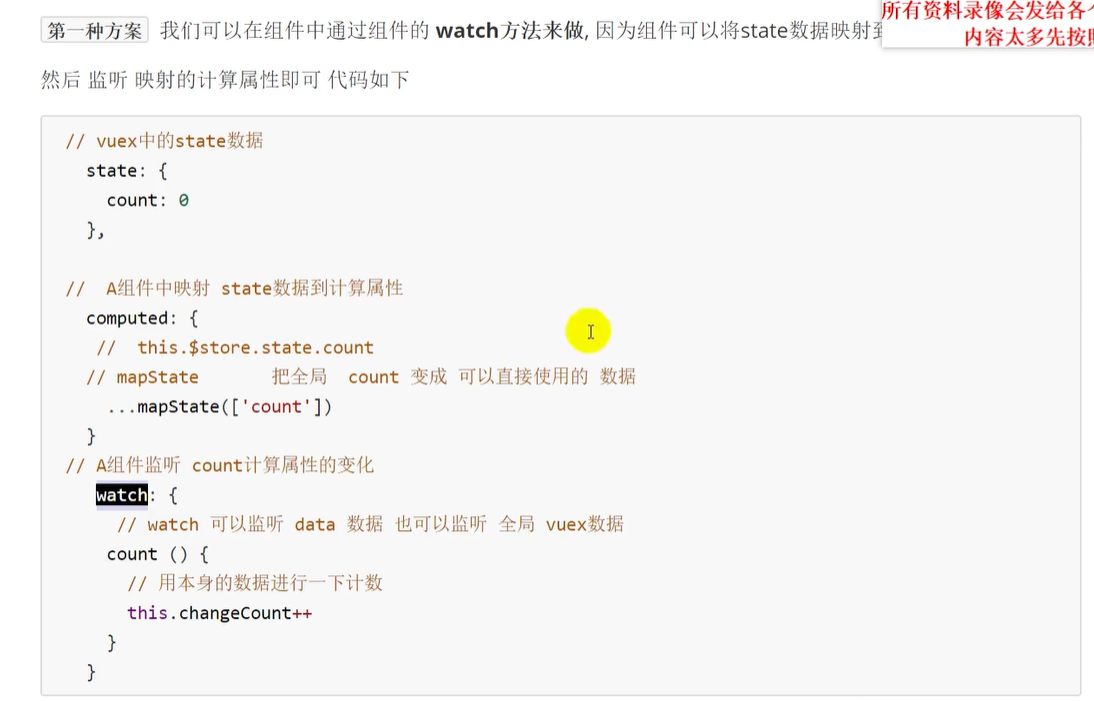 第一种方案 我们可以在组件中通过组件的 watch方法来做, 因为组件可以将state数据映射到
所有资料录像会发给各个
内容太多先按照
然后 监听 映射的计算属性即可 代码如下
// vuex中的state数据
state: {
count: 0
},
// A组件中映射 state数据到计算属性
computed: {
// this.$store.state.count
// mapState 把全局 count 变成 可以直接使用的 数据
...mapState(['count'])
}
// A组件监听 count计算属性的变化
watch: {
// watch 可以监听 data 数据 也可以监听 全局 vuex数据
count () {
// 用本身的数据进行一下计数
this.changeCount++
}
}